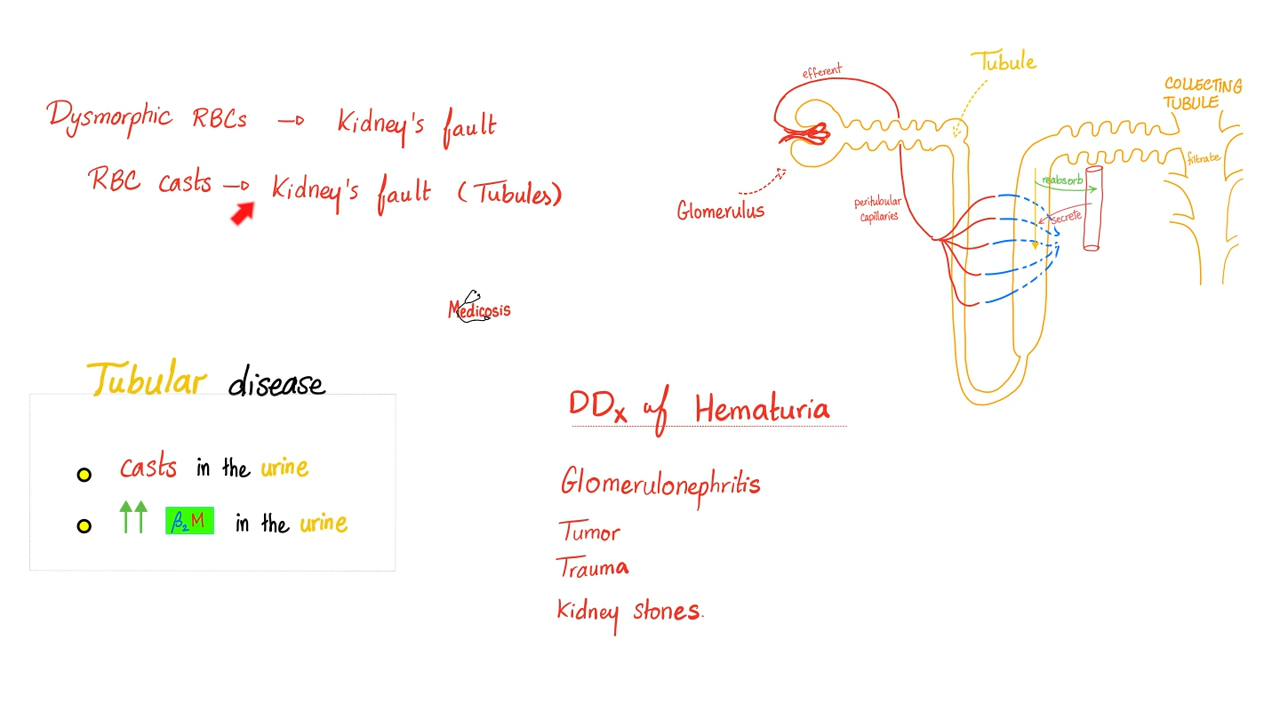 Dysmorphic RBCs → Kidney's fault
RBC casts → Kidney's fault (Tubules)
Medicosis
Tubular disease
casts in the urine
↑↑ β₂M in the urine
DDx of Hematuria
Glomerulonephritis
Tumor
Trauma
Kidney stones.
efferent
Tubule
Glomerulus
peritubular
capillaries
COLLECTING
TUBULE
filtrate
reabsorb
secrete